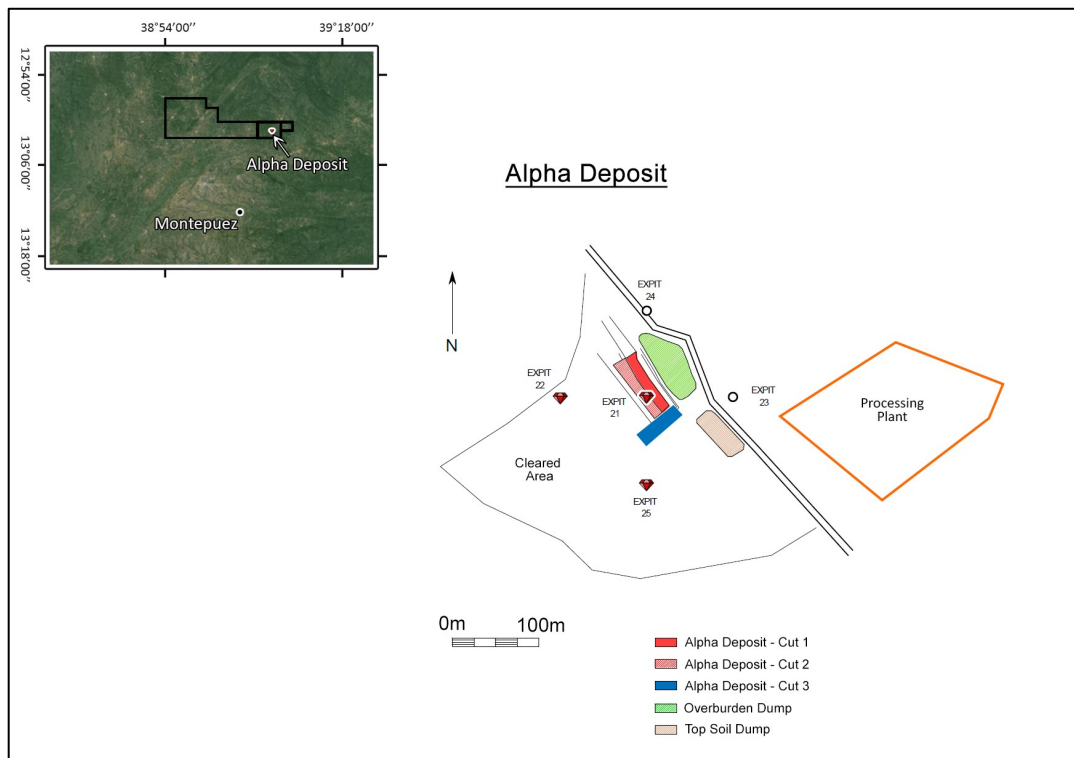 38°54′00′′
39°18′00′′
12°54′00′′
13°06′00′′
13°18′00′′
Alpha Deposit
Montepuez
Alpha Deposit
N
EXPIT
24
EXPIT
22
EXPIT
21
EXPIT
23
Processing
Plant
Cleared
Area
EXPIT
25
0m
100m
Alpha Deposit - Cut 1
Alpha Deposit - Cut 2
Alpha Deposit - Cut 3
Overburden Dump
Top Soil Dump